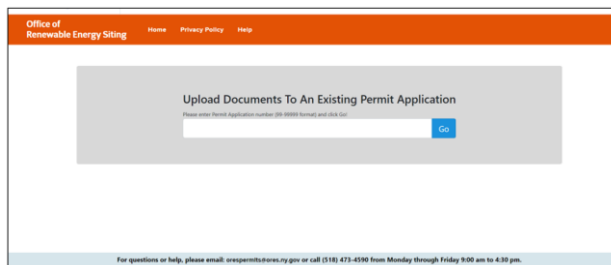 Office of
Renewable Energy Siting
Home Privacy Policy Help
Upload Documents To An Existing Permit Application
Please enter Permit Application number (99-99999 format) and click Go!
Go
For questions or help, please email: orespermits@ores.ny.gov or call (518) 473-4590 from Monday through Friday 9:00 am to 4:30 pm.